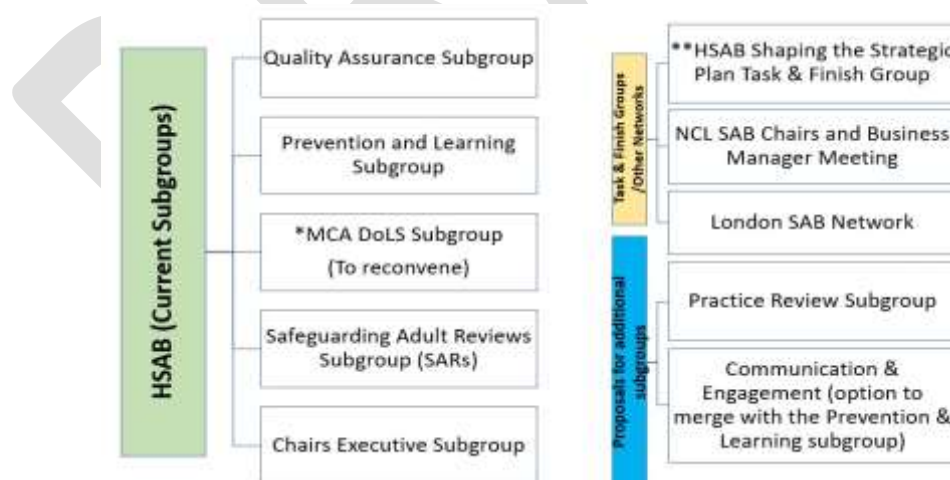 HSAB (Current Subgroups)
Quality Assurance Subgroup
Prevention and Learning
Subgroup
*MCA DoLS Subgroup
(To reconvene)
Safeguarding Adult Reviews
Subgroup (SARs)
Chairs Executive Subgroup
Task & Finish Groups
/Other Networks
**HSAB Shaping the Strategic
Plan Task & Finish Group
NCL SAB Chairs and Business
Manager Meeting
London SAB Network
Proposals for additional
subgroups
Practice Review Subgroup
Communication &
Engagement (option to
merge with the Prevention &
Learning subgroup)